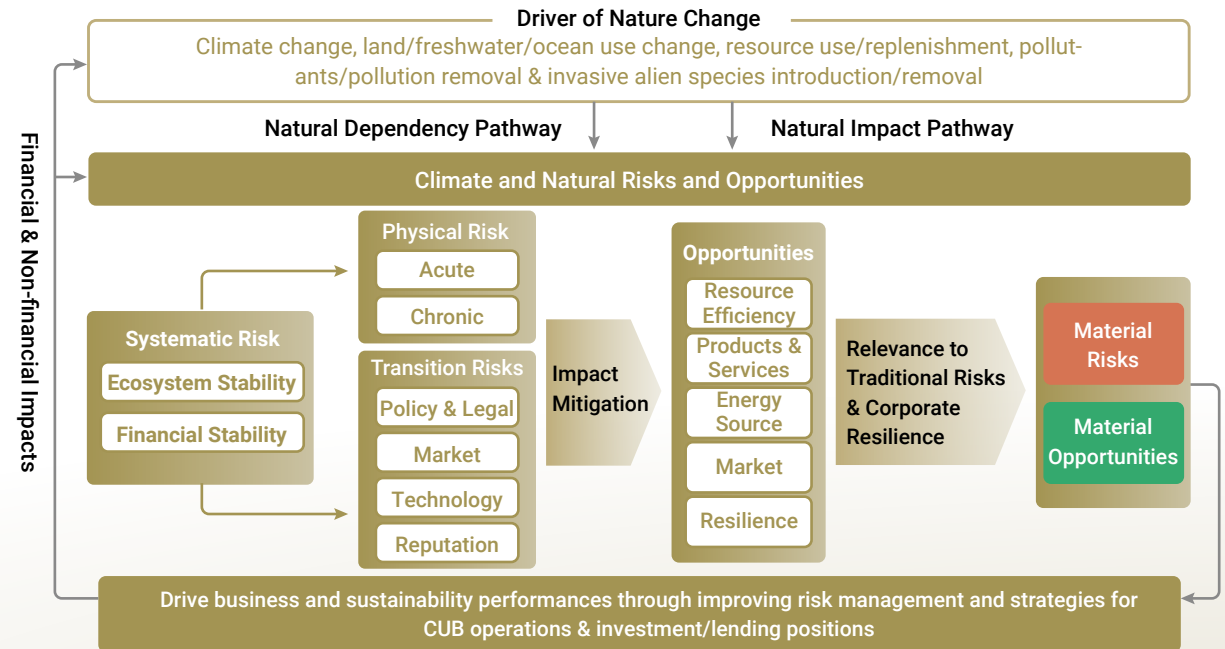 Driver of Nature Change
Climate change, land/freshwater/ocean use change, resource use/replenishment, pollut-
ants/pollution removal & invasive alien species introduction/removal
Natural Dependency Pathway
Natural Impact Pathway
Financial & Non-financial Impacts
Climate and Natural Risks and Opportunities
Systematic Risk
Ecosystem Stability
Financial Stability
Physical Risk
Acute
Chronic
Transition Risks
Policy & Legal
Market
Technology
Reputation
Impact
Mitigation
Opportunities
Resource
Efficiency
Products &
Services
Energy
Source
Market
Resilience
Relevance to
Traditional Risks
& Corporate
Resilience
Material
Risks
Material
Opportunities
Drive business and sustainability performances through improving risk management and strategies for
CUB operations & investment/lending positions